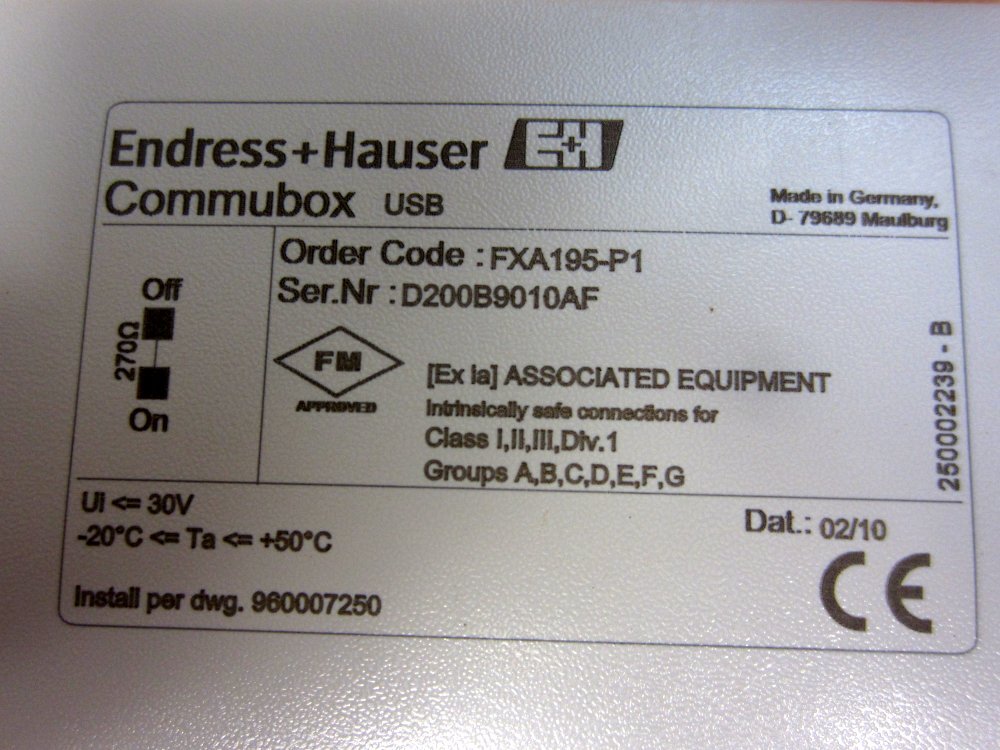 Endress+Hauser E+H
Commubox USB
Made in Germany,
D- 79689 Maulburg
Off
270Ω
On
Order Code : FXA195-P1
Ser.Nr : D200B9010AF
FM
APPROVED
[Ex ia] ASSOCIATED EQUIPMENT
Intrinsically safe connections for
Class I,II,III,Div.1
Groups A,B,C,D,E,F,G
250002239 - B
Ui <= 30V
-20°C <= Ta <= +50°C
Install per dwg. 960007250
Dat.: 02/10
CE